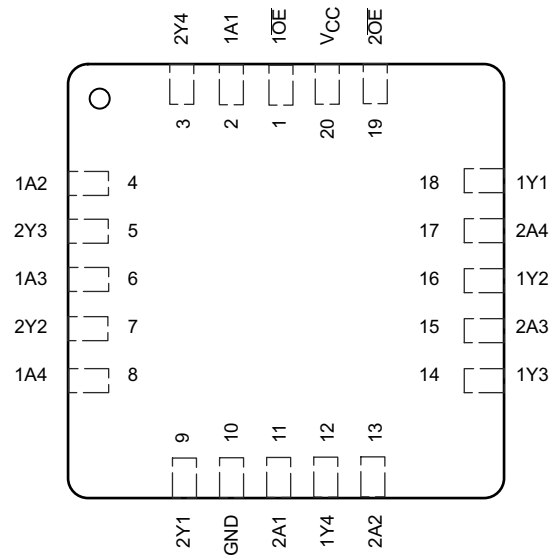 2Y4 1A1 1O̅E̅ VCC 2O̅E̅
3 2 1 20 19
1A2 4 18 1Y1
2Y3 5 17 2A4
1A3 6 16 1Y2
2Y2 7 15 2A3
1A4 8 14 1Y3
9 10 11 12 13
2Y1 GND 2A1 1Y4 2A2